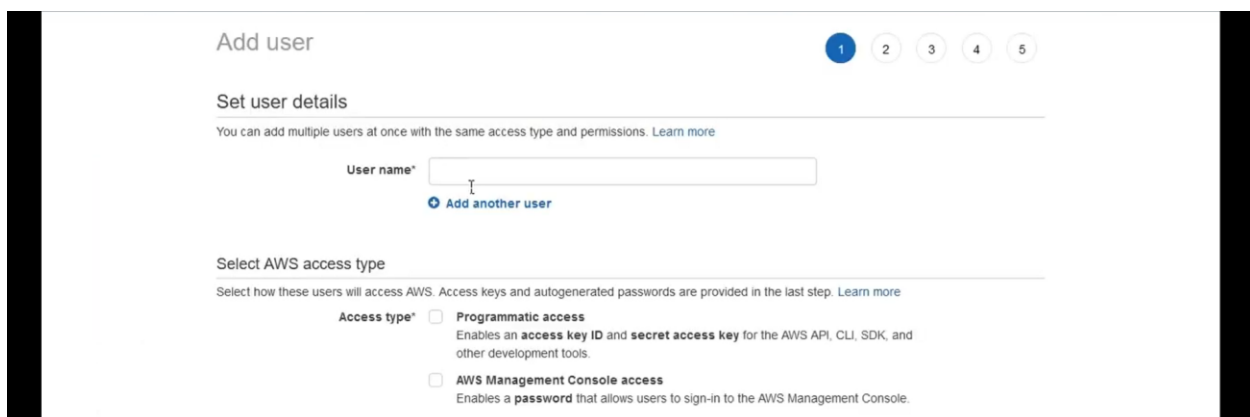 Add user
1 2 3 4 5
Set user details
You can add multiple users at once with the same access type and permissions. Learn more
User name*
Add another user
Select AWS access type
Select how these users will access AWS. Access keys and autogenerated passwords are provided in the last step. Learn more
Access type* Programmatic access
Enables an access key ID and secret access key for the AWS API, CLI, SDK, and
other development tools.
AWS Management Console access
Enables a password that allows users to sign-in to the AWS Management Console.